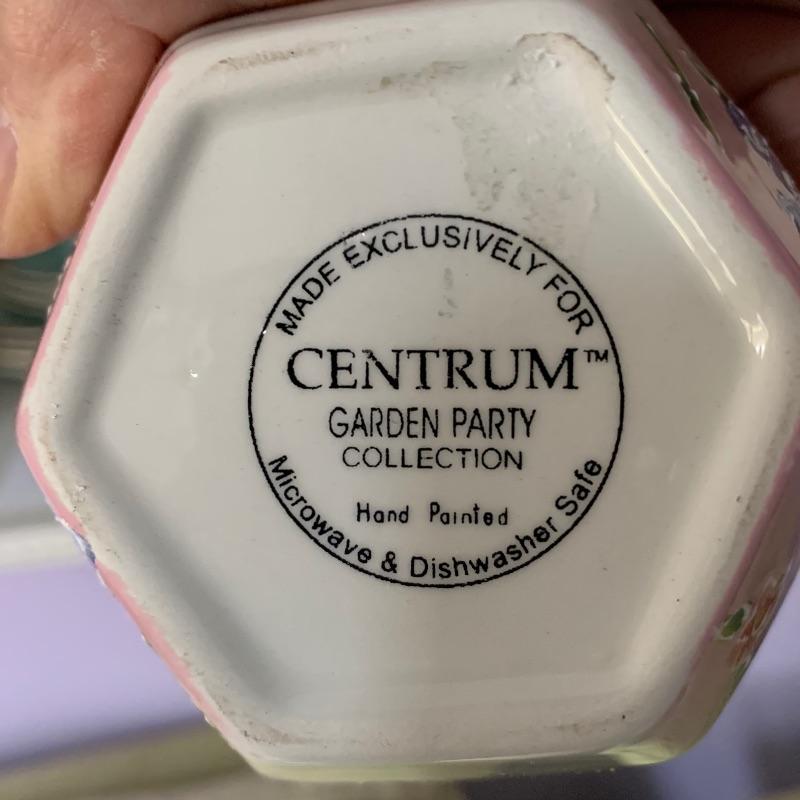 MADE EXCLUSIVELY FOR
CENTRUM™
GARDEN PARTY
COLLECTION
Hand Painted
Microwave & Dishwasher Safe